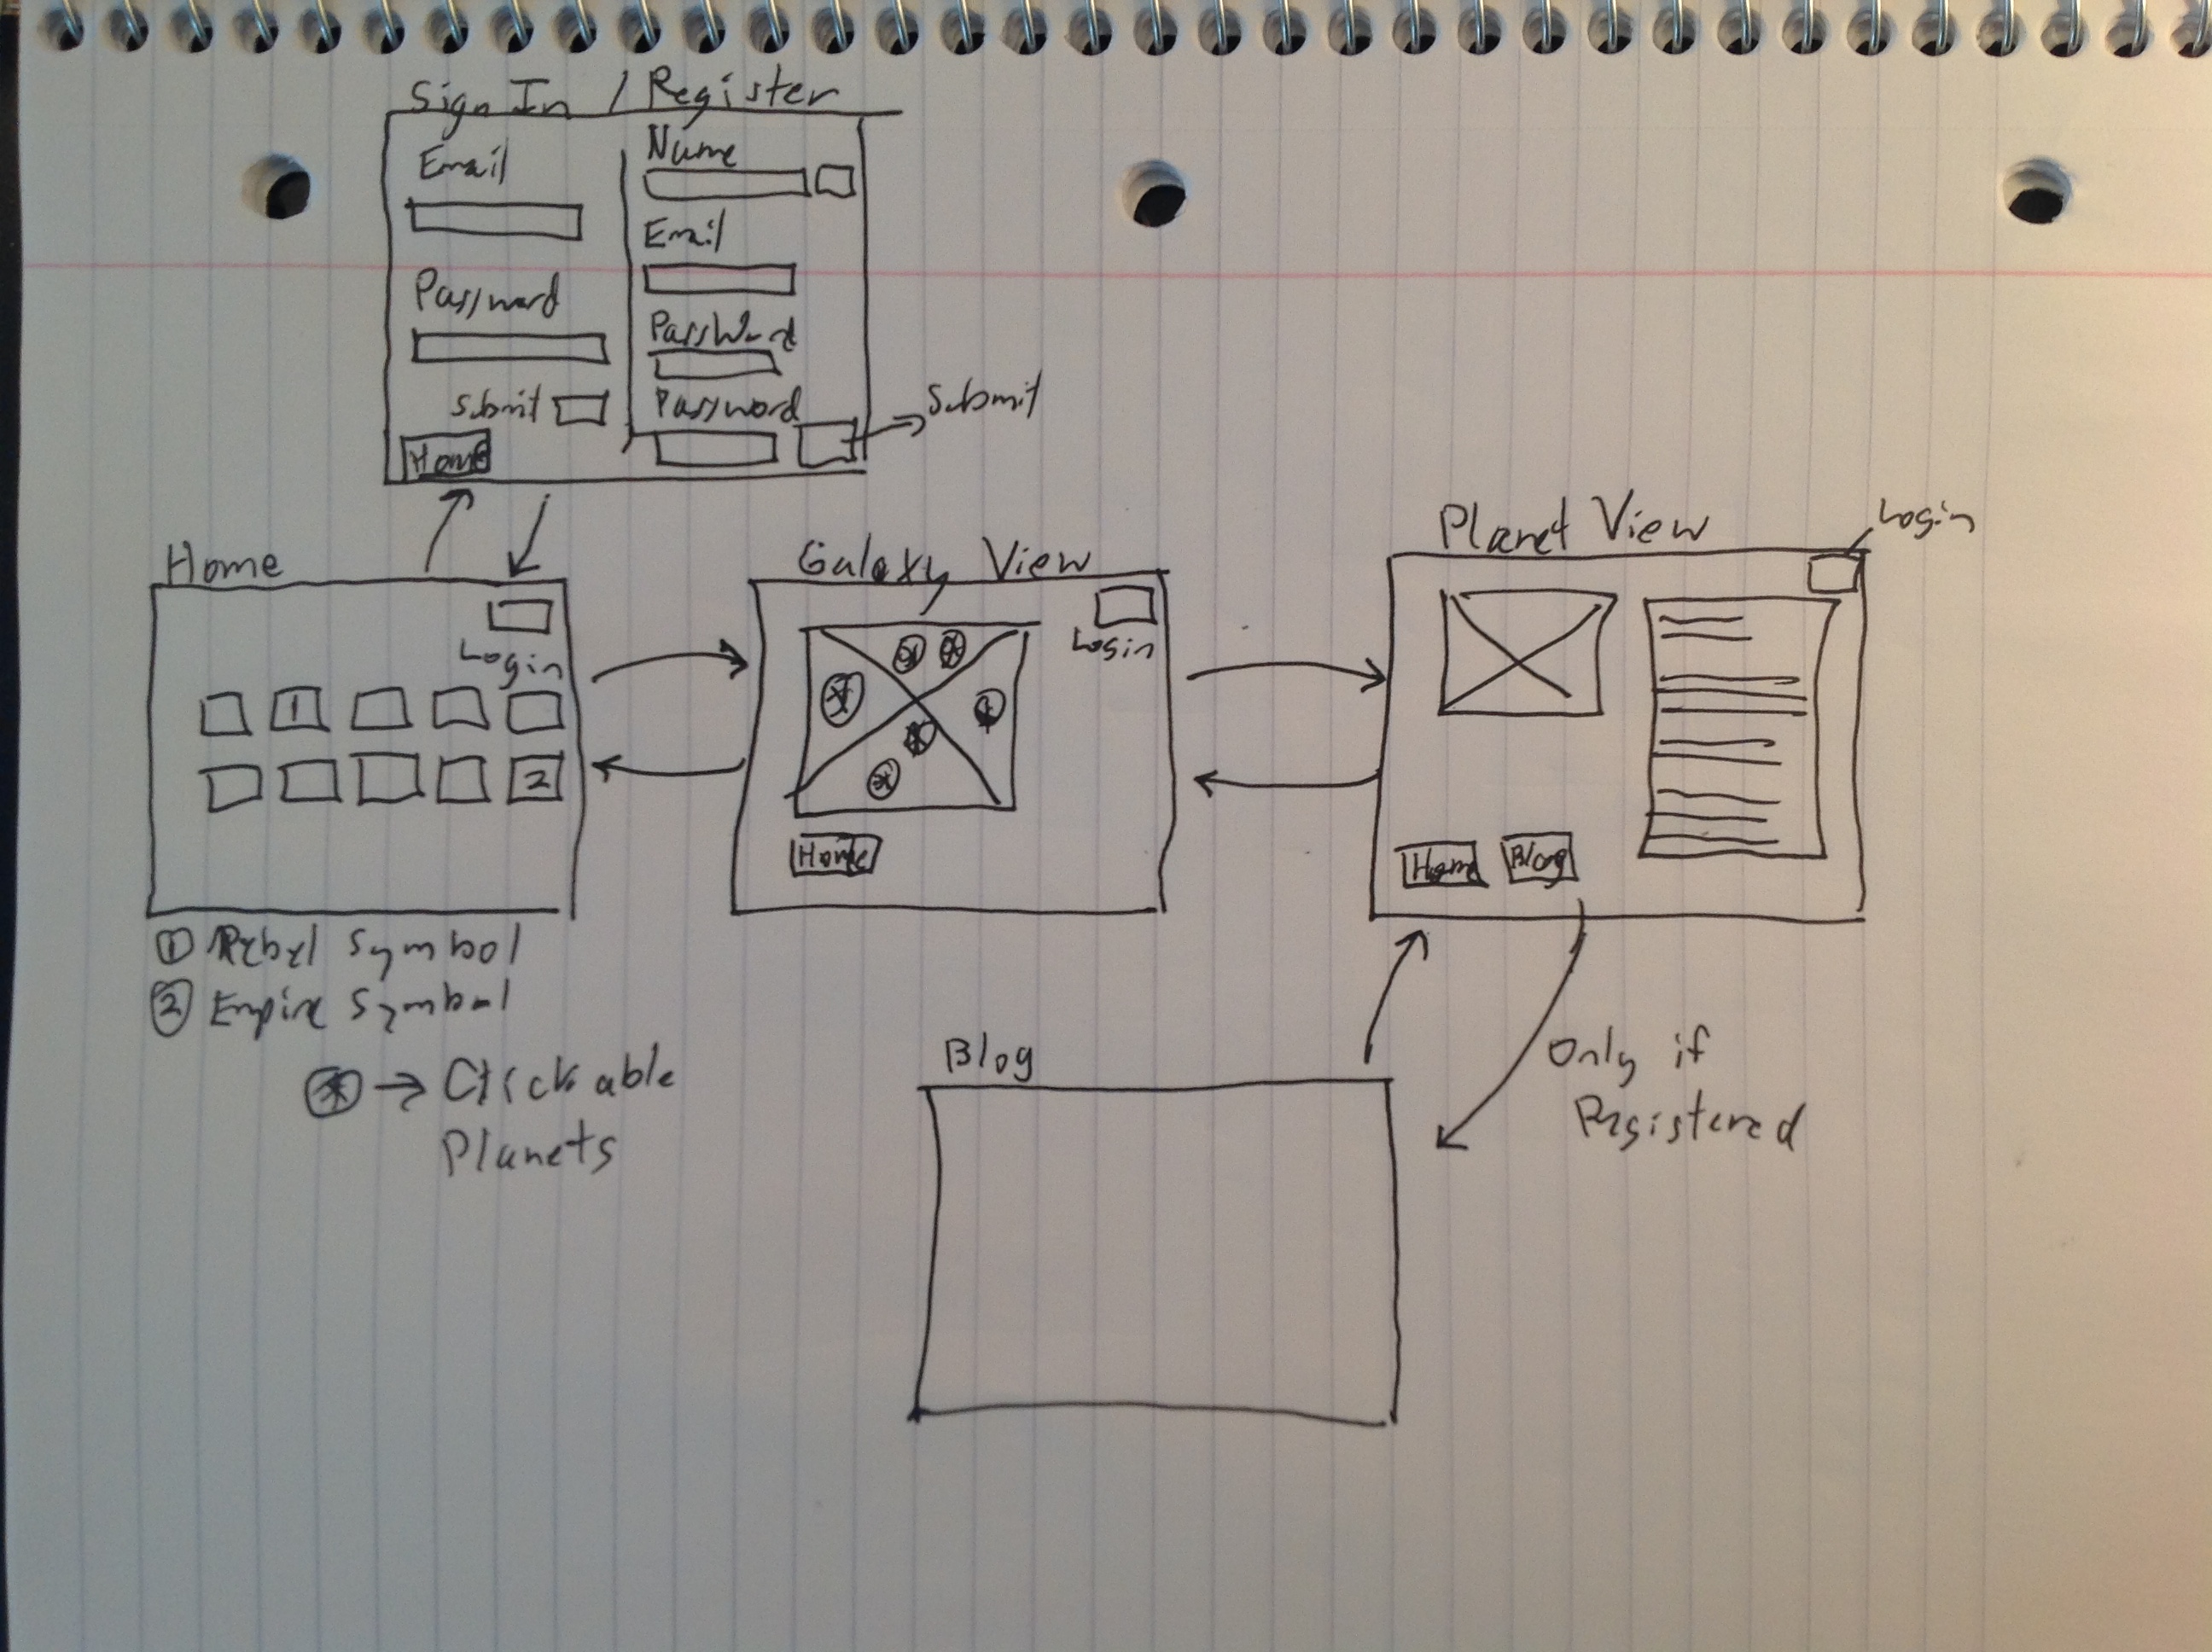 Sign In / Register
Email
Password
Submit
Home
Name
Email
Password
Password
Submit
Home
Login
1
2
① Rebel Symbol
② Empire Symbol
→ Clickable
Planets
Galaxy View
Login
Home
Planet View
Login
Home
Blog
Only if
Registered
Blog